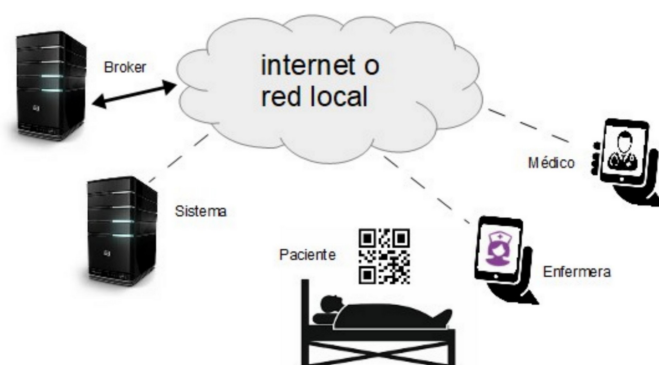 Broker
internet o
red local
Médico
Sistema
Paciente
Enfermera